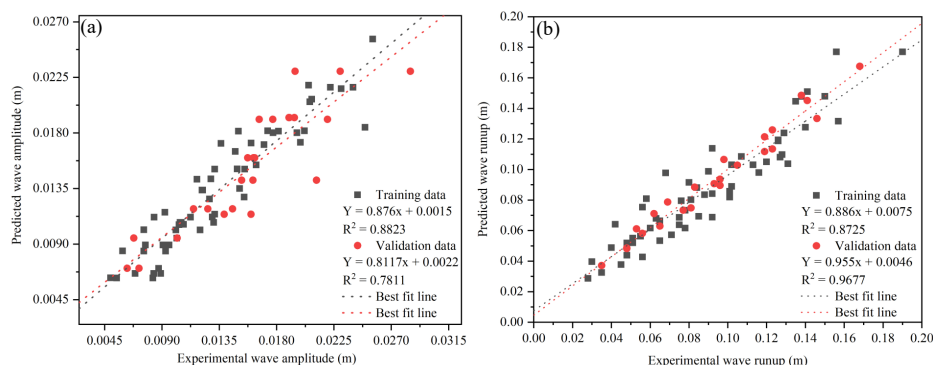 (a)
Predicted wave amplitude (m)
0.0270
0.0225
0.0180
0.0135
0.0090
0.0045
0.0045 0.0090 0.0135 0.0180 0.0225 0.0270 0.0315
Experimental wave amplitude (m)
Training data
Y = 0.876x + 0.0015
R² = 0.8823
Validation data
Y = 0.8117x + 0.0022
R² = 0.7811
Best fit line
Best fit line
(b)
Predicted wave runup (m)
0.20
0.18
0.16
0.14
0.12
0.10
0.08
0.06
0.04
0.02
0.00
0.00 0.02 0.04 0.06 0.08 0.10 0.12 0.14 0.16 0.18 0.20
Experimental wave runup (m)
Training data
Y = 0.886x + 0.0075
R² = 0.8725
Validation data
Y = 0.955x + 0.0046
R² = 0.9677
Best fit line
Best fit line